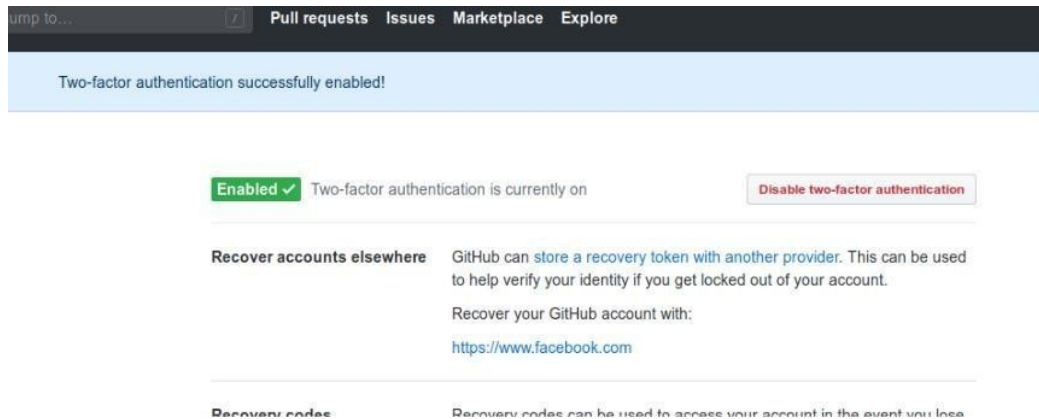 ump to... /
Pull requests Issues Marketplace Explore
Two-factor authentication successfully enabled!
Enabled ✓ Two-factor authentication is currently on
Disable two-factor authentication
Recover accounts elsewhere
GitHub can store a recovery token with another provider. This can be used
to help verify your identity if you get locked out of your account.
Recover your GitHub account with:
https://www.facebook.com
Recovery codes
Recovery codes can be used to access your account in the event you lose